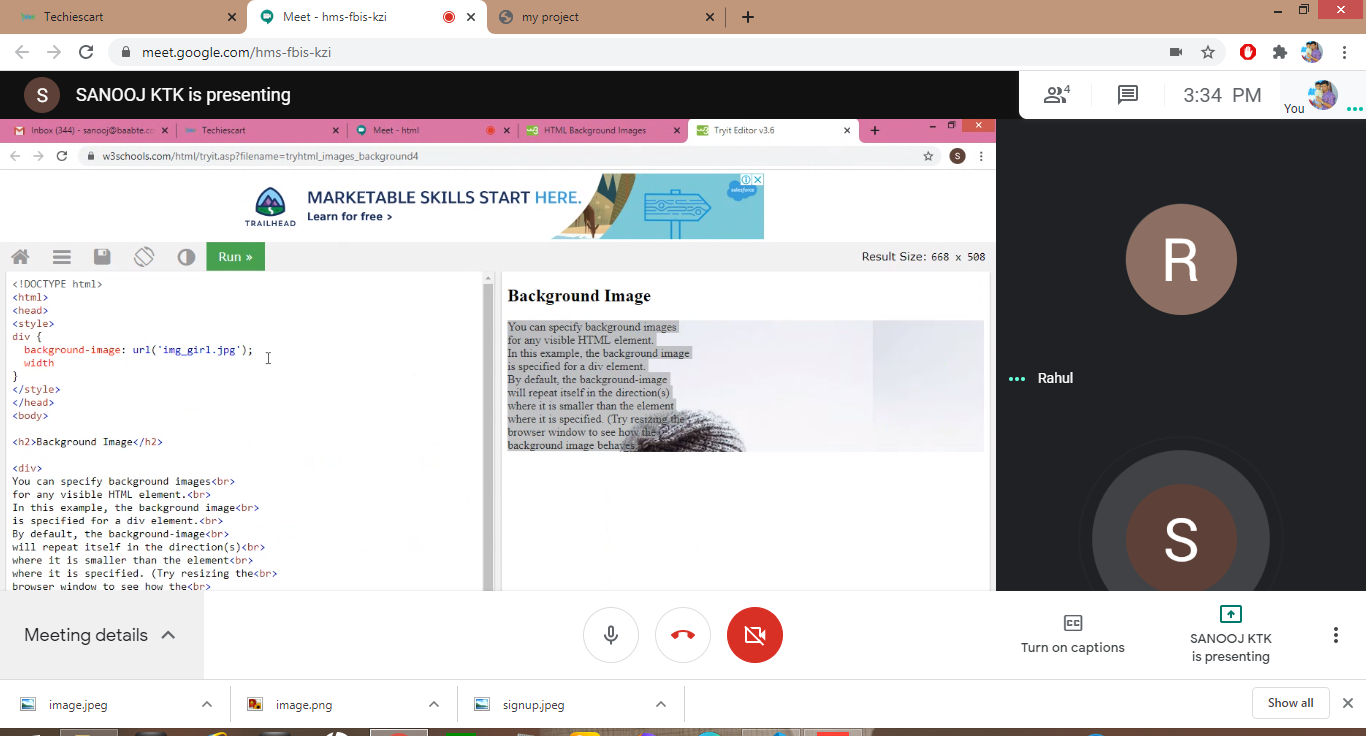 Techiescart
Meet - hms-fbis-kzi
my project
meet.google.com/hms-fbis-kzi
S
SANOOJ KTK is presenting
4
3:34 PM
You
Inbox (344) - sanooj@baabte.co
Techiescart
Meet - html
HTML Background Images
Tryit Editor v3.6
w3schools.com/html/tryit.asp?filename=tryhtml_images_background4
S
TRAILHEAD
MARKETABLE SKILLS START HERE.
Learn for free >
salesforce
Run »
Result Size: 668 x 508
<!DOCTYPE html>
<html>
<head>
<style>
div {
background-image: url('img_girl.jpg');
width
}
</style>
</head>
<body>
<h2>Background Image</h2>
<div>
You can specify background images<br>
for any visible HTML element.<br>
In this example, the background image<br>
is specified for a div element.<br>
By default, the background-image<br>
will repeat itself in the direction(s)<br>
where it is smaller than the element<br>
where it is specified. (Try resizing the<br>
browser window to see how the<br>
Background Image
You can specify background images
for any visible HTML element.
In this example, the background image
is specified for a div element.
By default, the background-image
will repeat itself in the direction(s)
where it is smaller than the element
where it is specified. (Try resizing the
browser window to see how the
background image behaves.
R
Rahul
S
Meeting details
CC
Turn on captions
SANOOJ KTK
is presenting
image.jpeg
image.png
signup.jpeg
Show all